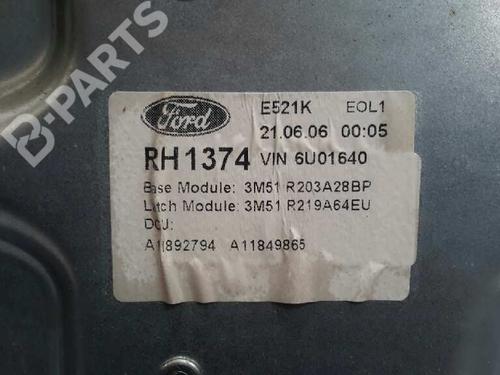 B-PARTS
Ford
E521K EOL1
21.06.06 00:05
RH1374 VIN 6U01640
Base Module: 3M51 R203A28BP
Latch Module: 3M51 R219A64EU
DCU:
A11892794 A11849865